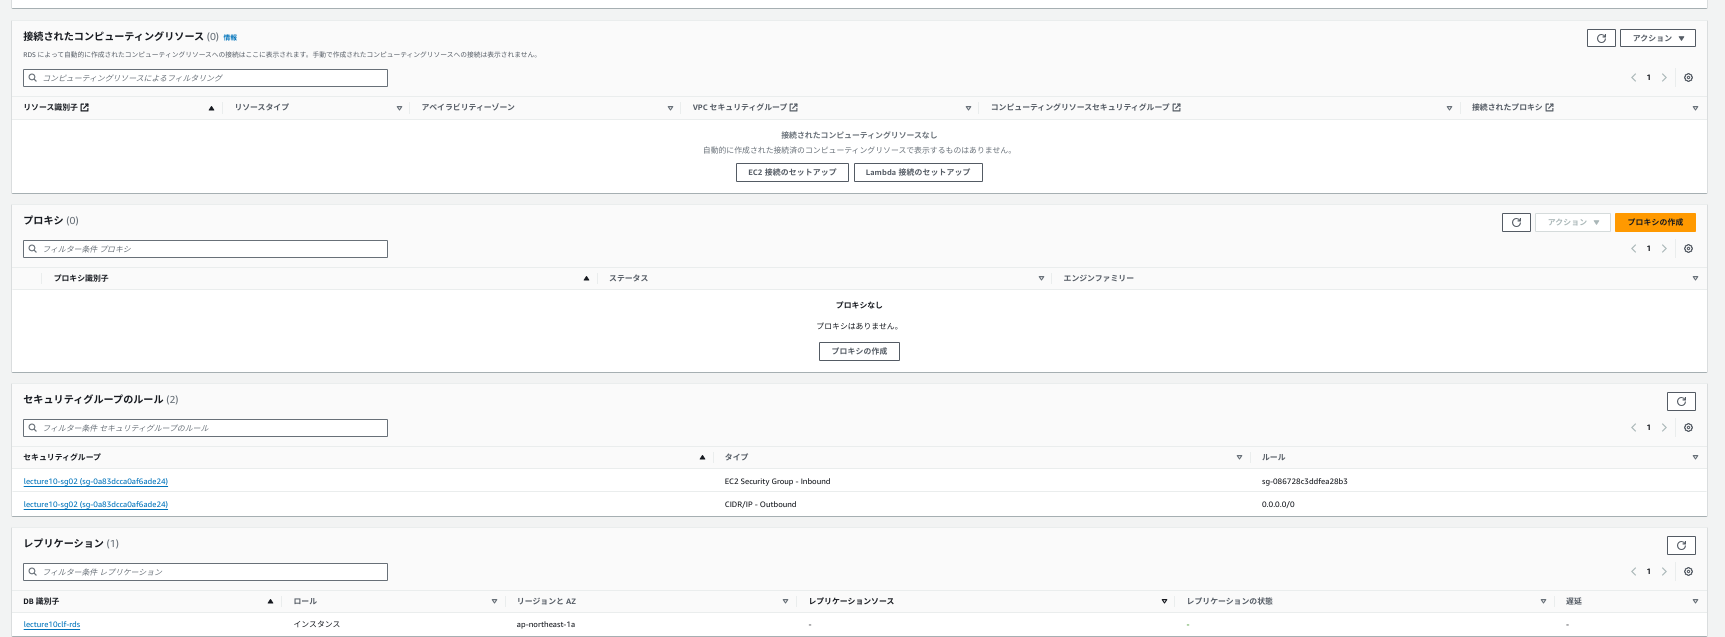 接続されたコンピューティングリソース (0) 情報
RDS によって自動的に作成されたコンピューティングリソースへの接続はここに表示されます。手動で作成されたコンピューティングリソースへの接続は表示されません。
アクション
コンピューティングリソースによるフィルタリング
1
リソース識別子 リソースタイプ アベイラビリティーゾーン VPC セキュリティグループ コンピューティングリソースセキュリティグループ 接続されたプロキシ
接続されたコンピューティングリソースなし
自動的に作成された接続済のコンピューティングリソースで表示するものはありません。
EC2 接続のセットアップ Lambda 接続のセットアップ
プロキシ (0)
アクション プロキシの作成
フィルター条件 プロキシ
1
プロキシ識別子 ステータス エンジンファミリー
プロキシなし
プロキシはありません。
プロキシの作成
セキュリティグループのルール (2)
フィルター条件 セキュリティグループのルール
1
セキュリティグループ タイプ ルール
lecture10-sg02 (sg-0a83dcca0af6ade24) EC2 Security Group - Inbound sg-086728c3ddfea28b3
lecture10-sg02 (sg-0a83dcca0af6ade24) CIDR/IP - Outbound 0.0.0.0/0
レプリケーション (1)
フィルター条件 レプリケーション
1
DB 識別子 ロール リージョンと AZ レプリケーションソース レプリケーションの状態 遅延
lecture10clf-rds インスタンス ap-northeast-1a - - -